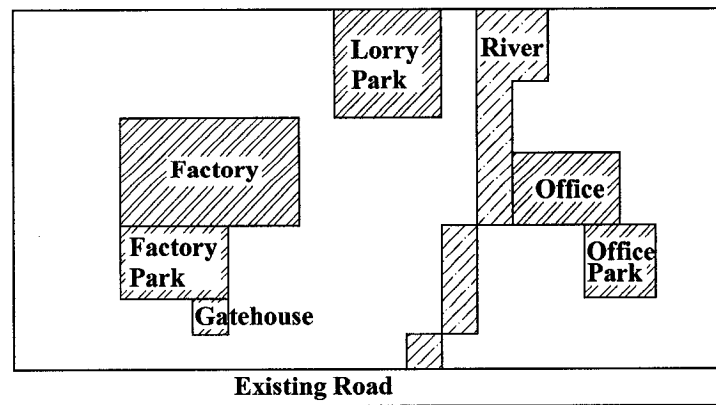 Lorry
Park
River
Factory
Office
Factory
Park
Office
Park
Gatehouse
Existing Road